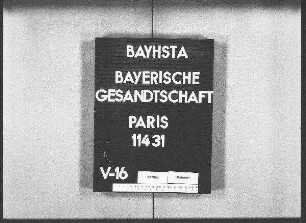 BAYHSTA
BAYERISCHE
GESANDTSCHAFT
PARIS
11431
V-16